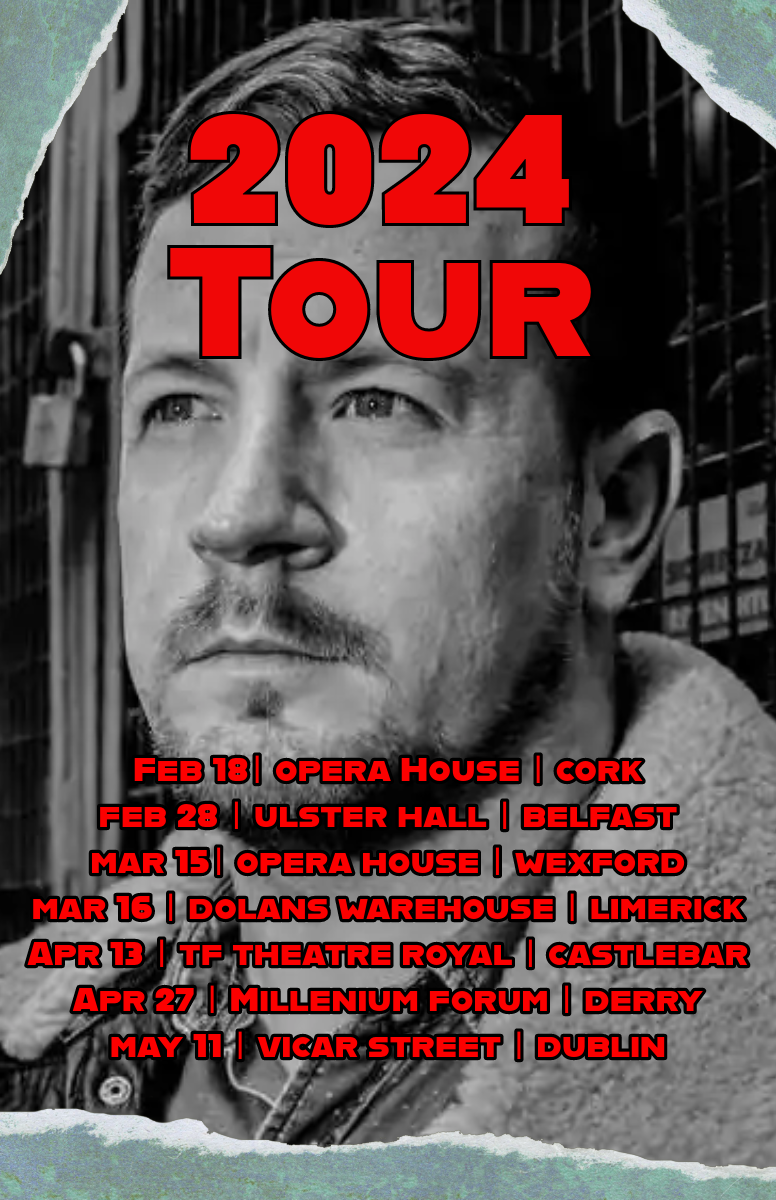 2024
TOUR
FEB 18| OPERA HOUSE | CORK
FEB 28 | ULSTER HALL | BELFAST
MAR 15| OPERA HOUSE | WEXFORD
MAR 16 | DOLANS WAREHOUSE | LIMERICK
APR 13 | TF THEATRE ROYAL | CASTLEBAR
APR 27 | MILLENIUM FORUM | DERRY
MAY 11 | VICAR STREET | DUBLIN